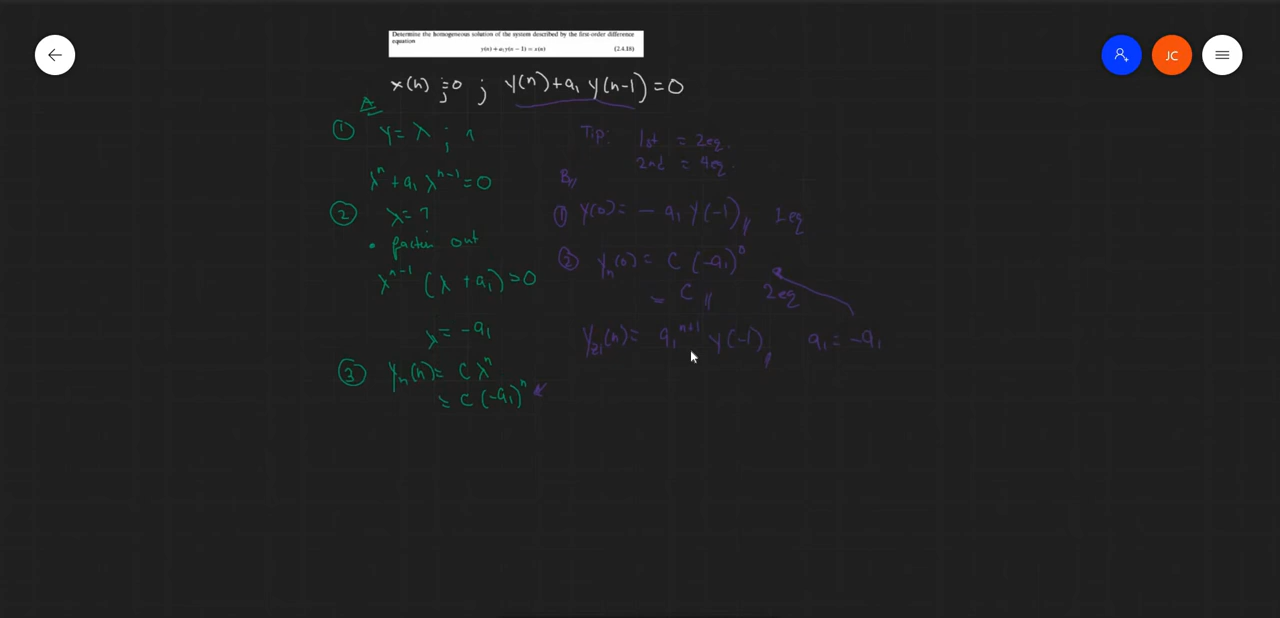 Determine the homogeneous solution of the system described by the first-order difference
equation
y(n) + a₁y(n − 1) = x(n) (2.4.18)
x(n) = 0 ; y(n) + a₁ y(n-1) = 0
A
① y = λ ;
λⁿ + a₁ λⁿ⁻¹ = 0
② λ = ?
• factor out
λⁿ⁻¹ (λ + a₁) = 0
λ = -a₁
③ yₙ(n) = C λⁿ
= C (-a₁)ⁿ
Tip: 1st = 2eq.
2nd = 4eq.
B
① y(0) = - a₁ y(-1) 1eq
② yₙ(0) = C (-a₁)⁰
= C 2eq
y_zi(n) = a₁ⁿ⁺¹ y(-1) a₁ = -a₁
JC